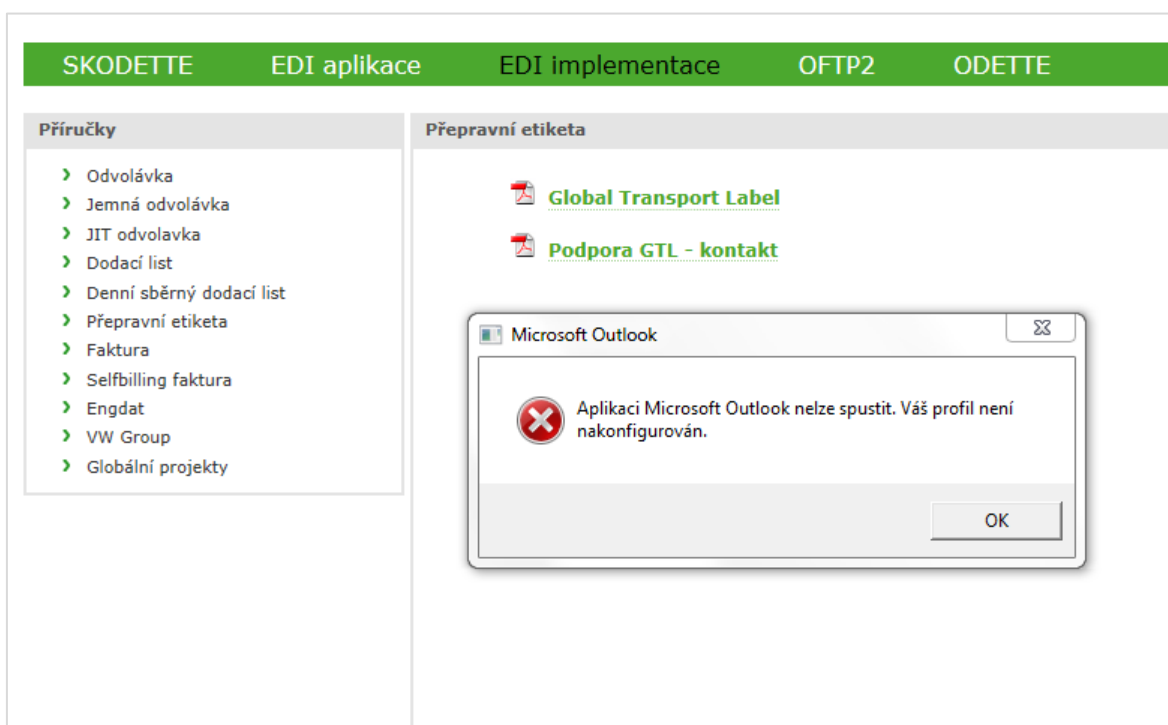 SKODETTE EDI aplikace EDI implementace OFTP2 ODETTE
Příručky
Odvolávka
Jemná odvolávka
JIT odvolavka
Dodací list
Denní sběrný dodací list
Přepravní etiketa
Faktura
Selfbilling faktura
Engdat
VW Group
Globální projekty
Přepravní etiketa
Global Transport Label
Podpora GTL - kontakt
Microsoft Outlook
Aplikaci Microsoft Outlook nelze spustit. Váš profil není
nakonfigurován.
OK